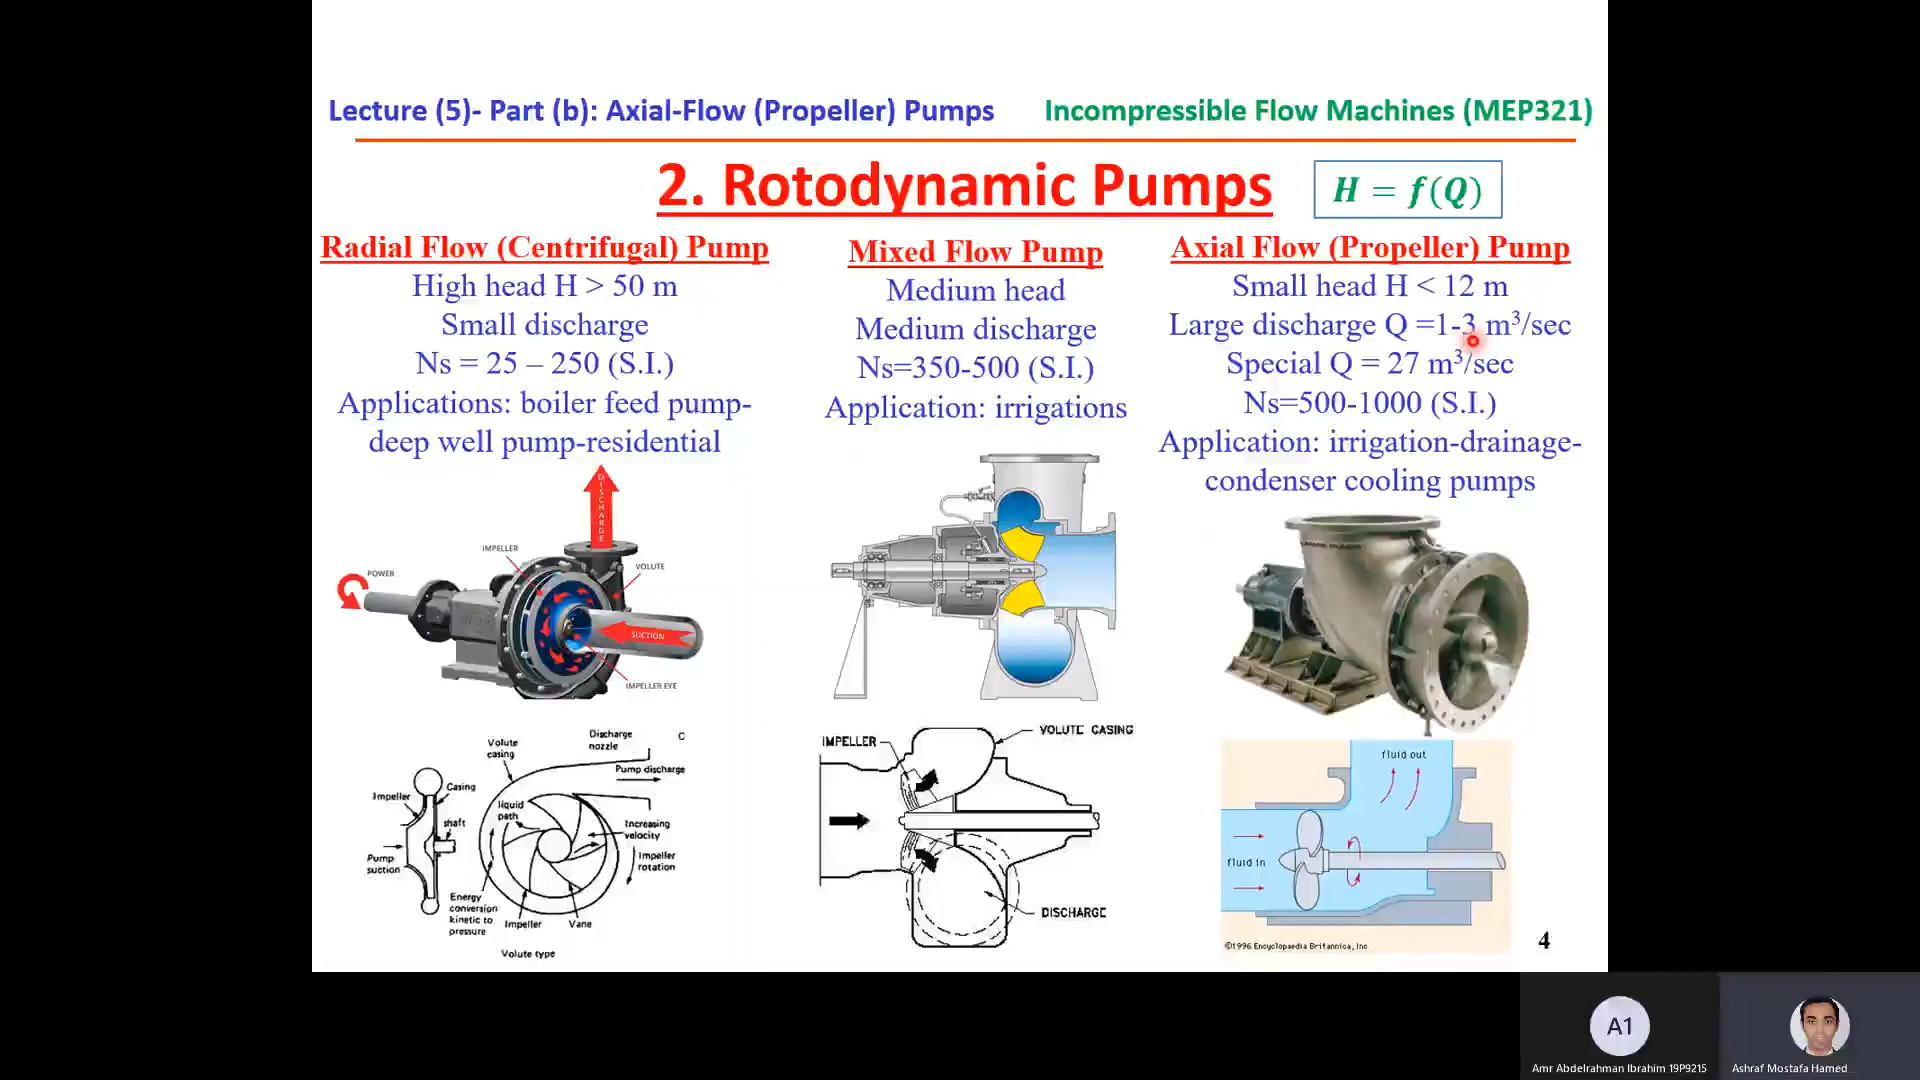 Lecture (5)- Part (b): Axial-Flow (Propeller) Pumps
Incompressible Flow Machines (MEP321)
2. Rotodynamic Pumps
H = f(Q)
Radial Flow (Centrifugal) Pump
High head H > 50 m
Small discharge
Ns = 25 – 250 (S.I.)
Applications: boiler feed pump-
deep well pump-residential
DISCHARGE
IMPELLER
VOLUTE
POWER
SUCTION
IMPELLER EYE
Volute
casing
Discharge
nozzle
C
Pump discharge
Impeller
Casing
liquid
path
shaft
Increasing
velocity
Pump
suction
Impeller
rotation
Energy
conversion
kinetic to
pressure
Impeller
Vane
Volute type
Mixed Flow Pump
Medium head
Medium discharge
Ns=350-500 (S.I.)
Application: irrigations
IMPELLER
VOLUTE CASING
DISCHARGE
Axial Flow (Propeller) Pump
Small head H < 12 m
Large discharge Q =1-3 m³/sec
Special Q = 27 m³/sec
Ns=500-1000 (S.I.)
Application: irrigation-drainage-
condenser cooling pumps
fluid out
fluid in
©1996 Encyclopaedia Britannica, Inc
4
A1
Amr Abdelrahman Ibrahim 19P9215
Ashraf Mostafa Hamed...